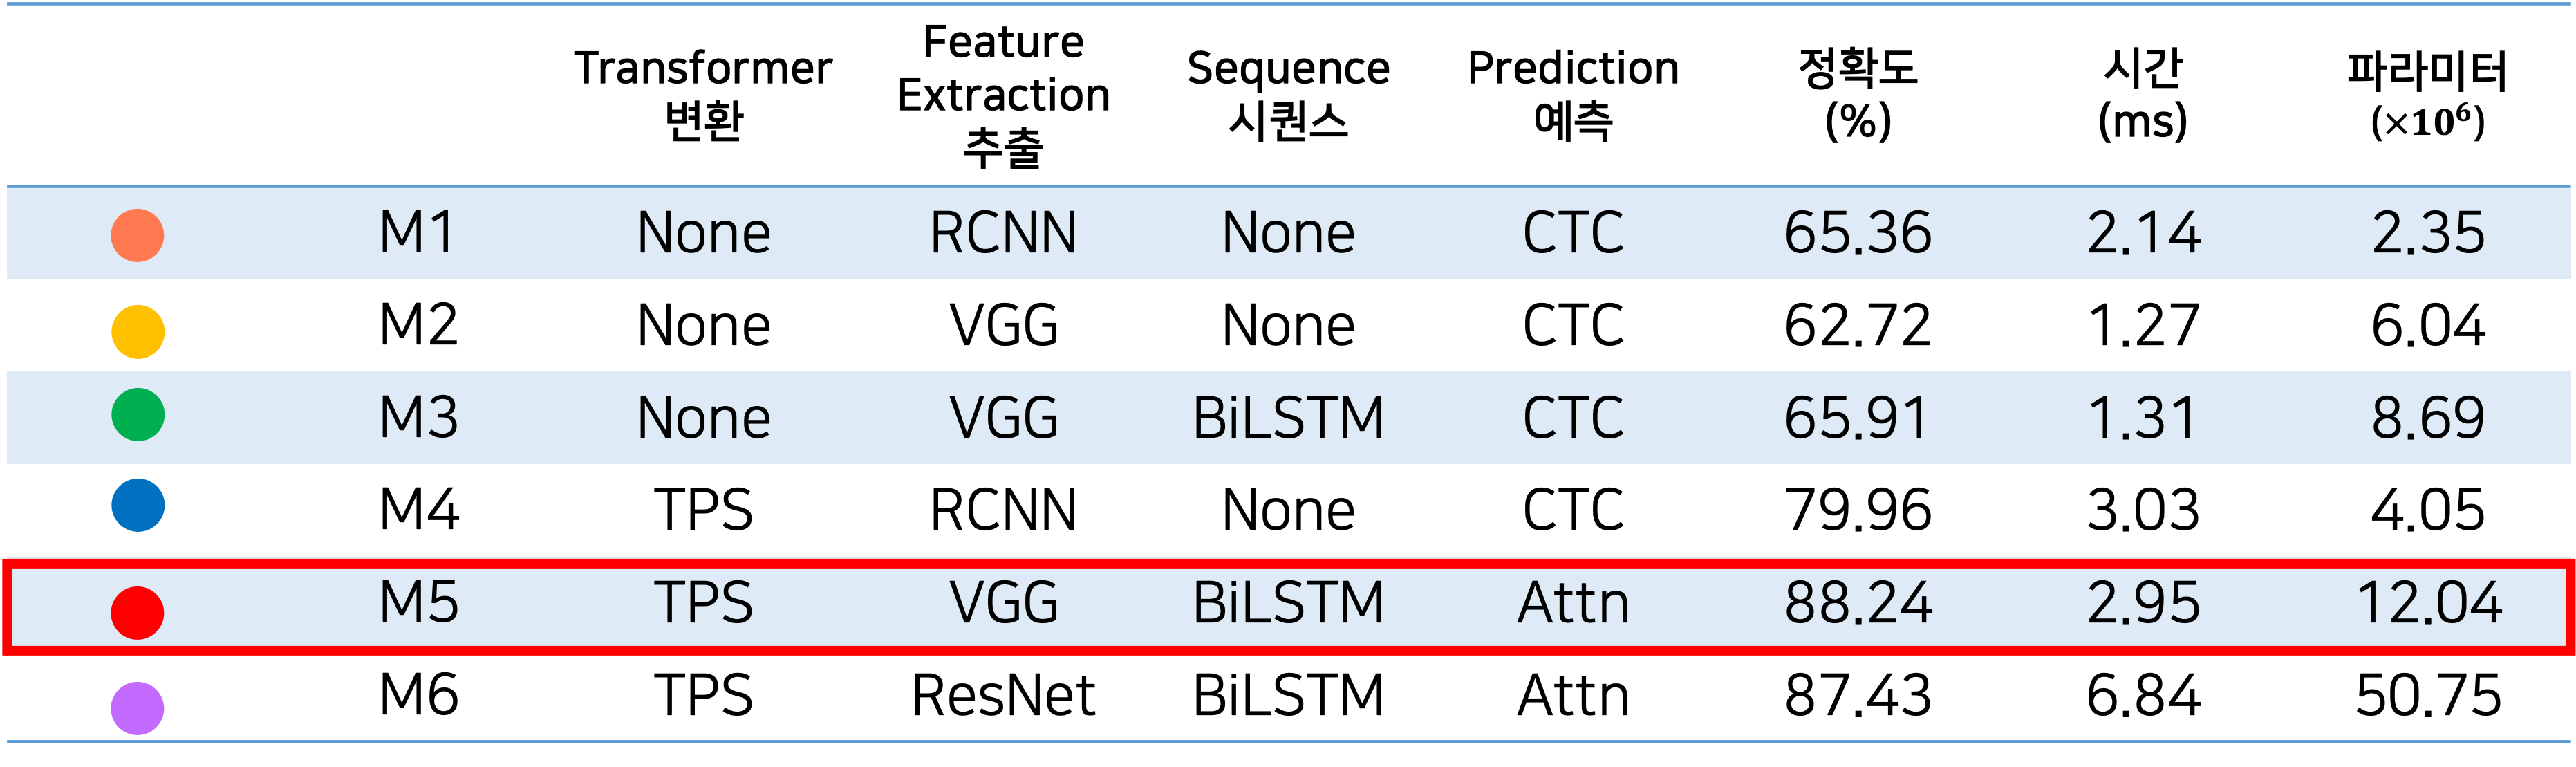 Transformer 변환 Feature Extraction 추출 Sequence 시퀀스 Prediction 예측 정확도 (%) 시간 (ms) 파라미터 (×10⁶)
M1 None RCNN None CTC 65.36 2.14 2.35
M2 None VGG None CTC 62.72 1.27 6.04
M3 None VGG BiLSTM CTC 65.91 1.31 8.69
M4 TPS RCNN None CTC 79.96 3.03 4.05
M5 TPS VGG BiLSTM Attn 88.24 2.95 12.04
M6 TPS ResNet BiLSTM Attn 87.43 6.84 50.75